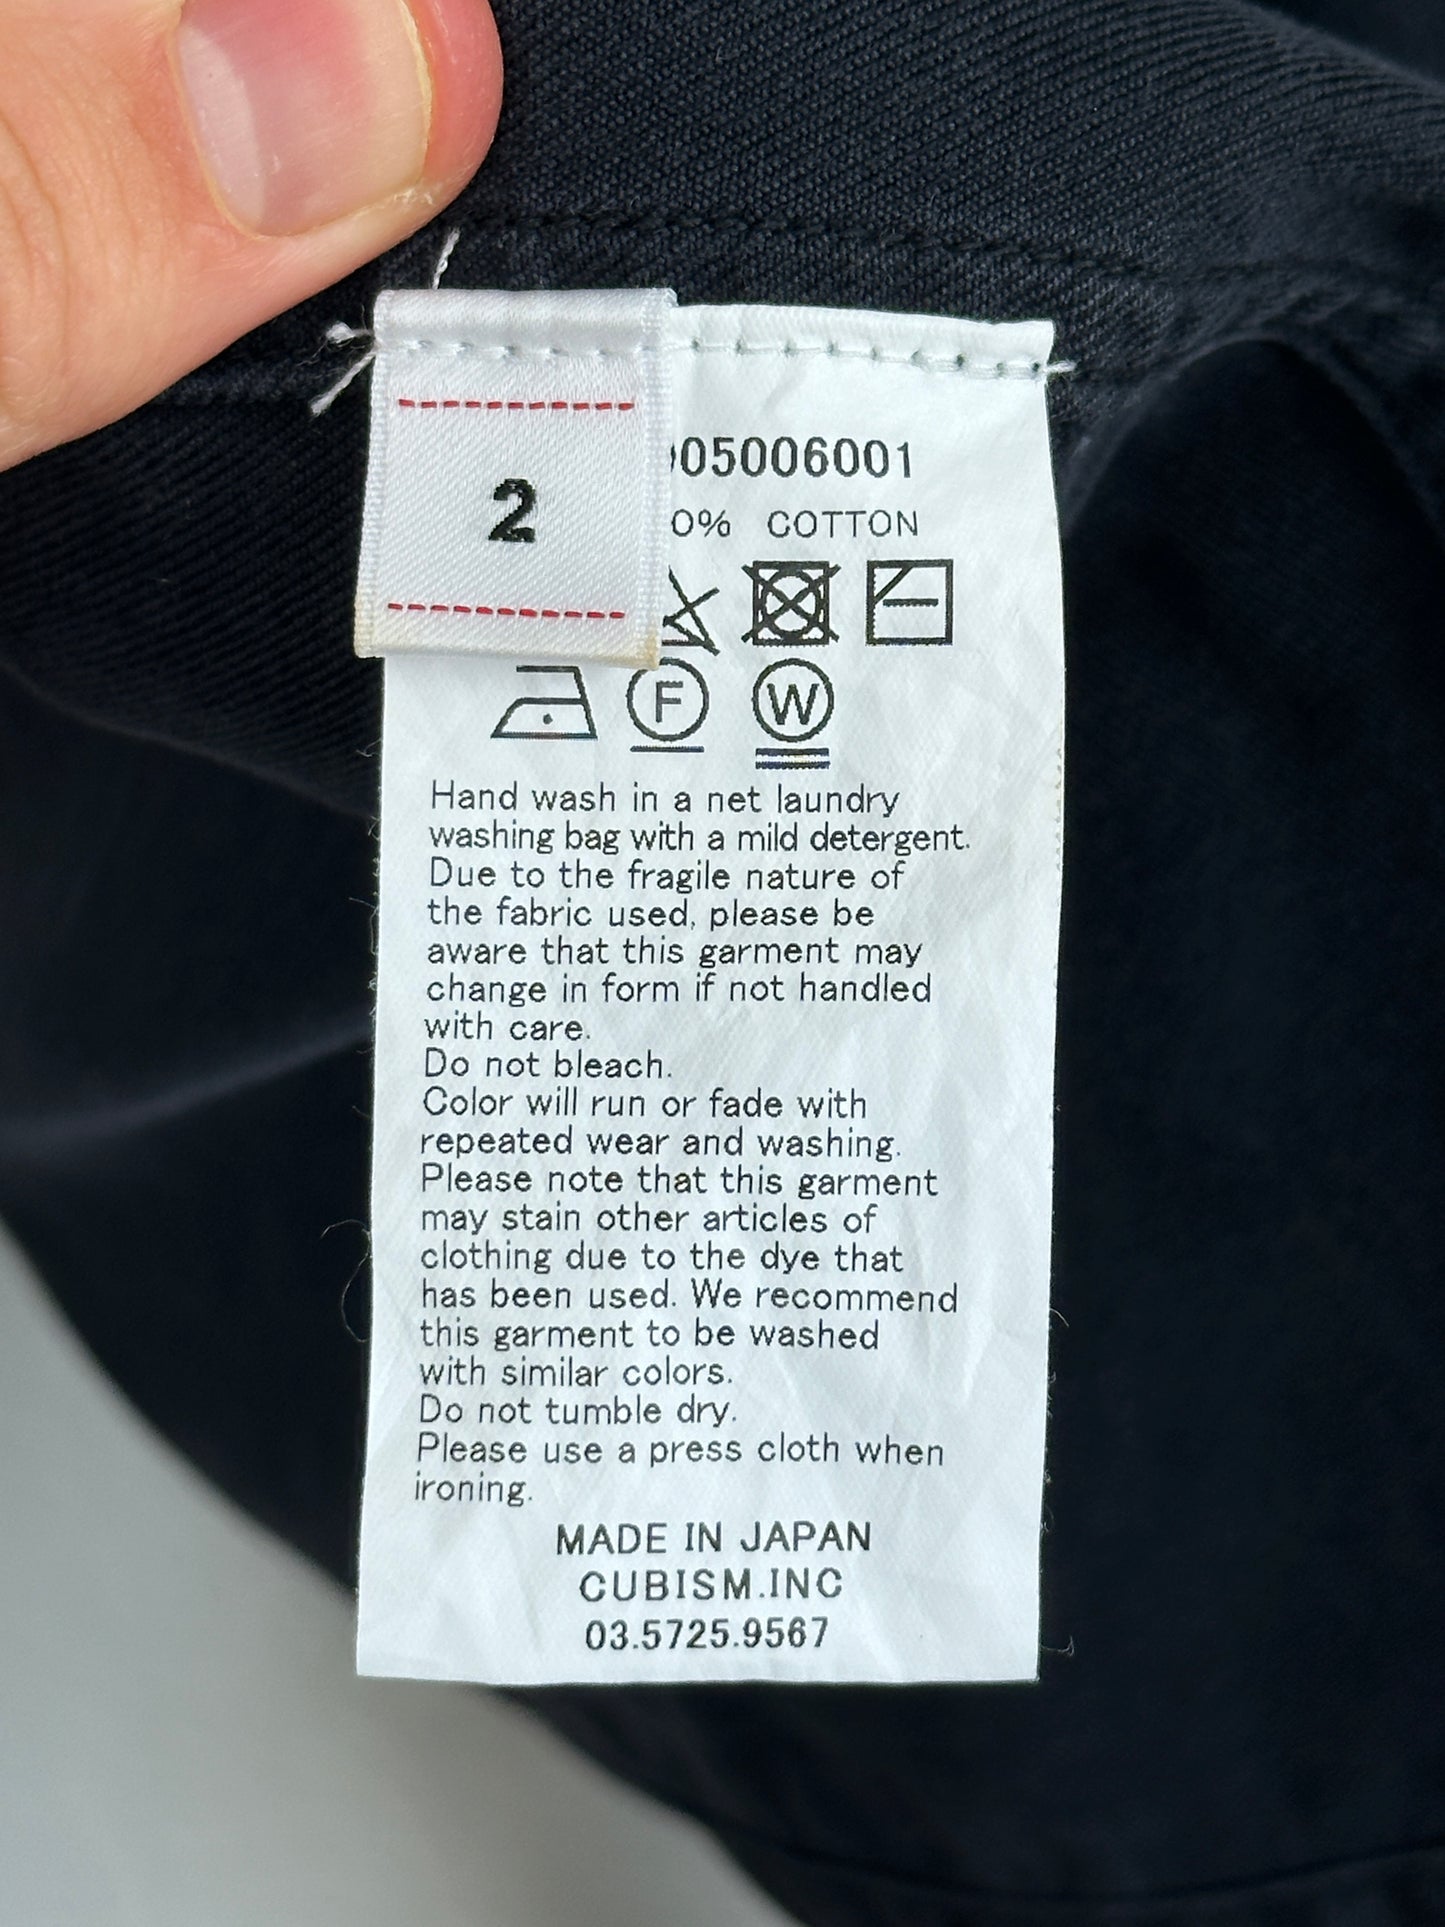 2
05006001
0% COTTON
F W
Hand wash in a net laundry
washing bag with a mild detergent.
Due to the fragile nature of
the fabric used, please be
aware that this garment may
change in form if not handled
with care.
Do not bleach.
Color will run or fade with
repeated wear and washing.
Please note that this garment
may stain other articles of
clothing due to the dye that
has been used. We recommend
this garment to be washed
with similar colors.
Do not tumble dry.
Please use a press cloth when
ironing.
MADE IN JAPAN
CUBISM.INC
03.5725.9567